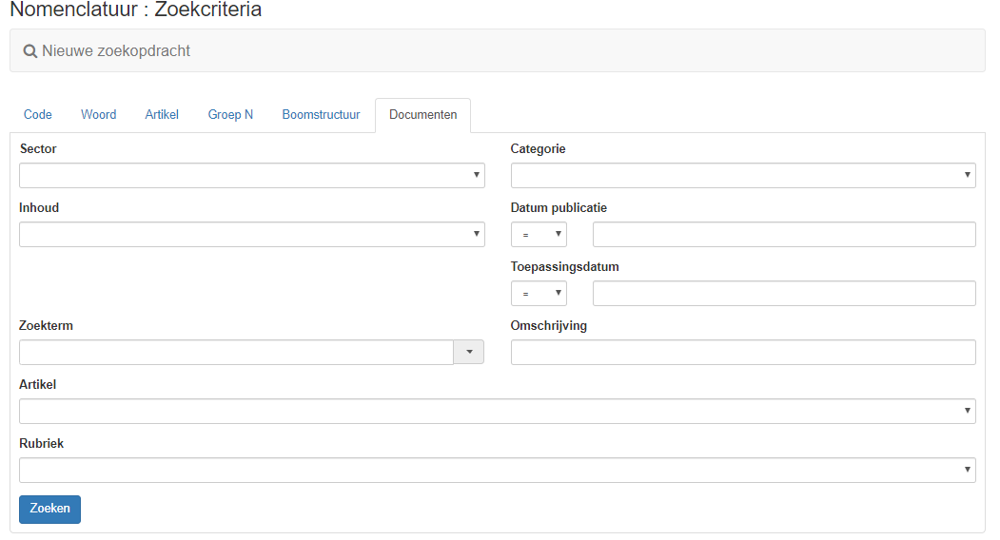 Nomenclatuur : Zoekcriteria
Nieuwe zoekopdracht
Code Woord Artikel Groep N Boomstructuur Documenten
Sector Categorie
Inhoud Datum publicatie
=
Toepassingsdatum
=
Zoekterm Omschrijving
Artikel
Rubriek
Zoeken